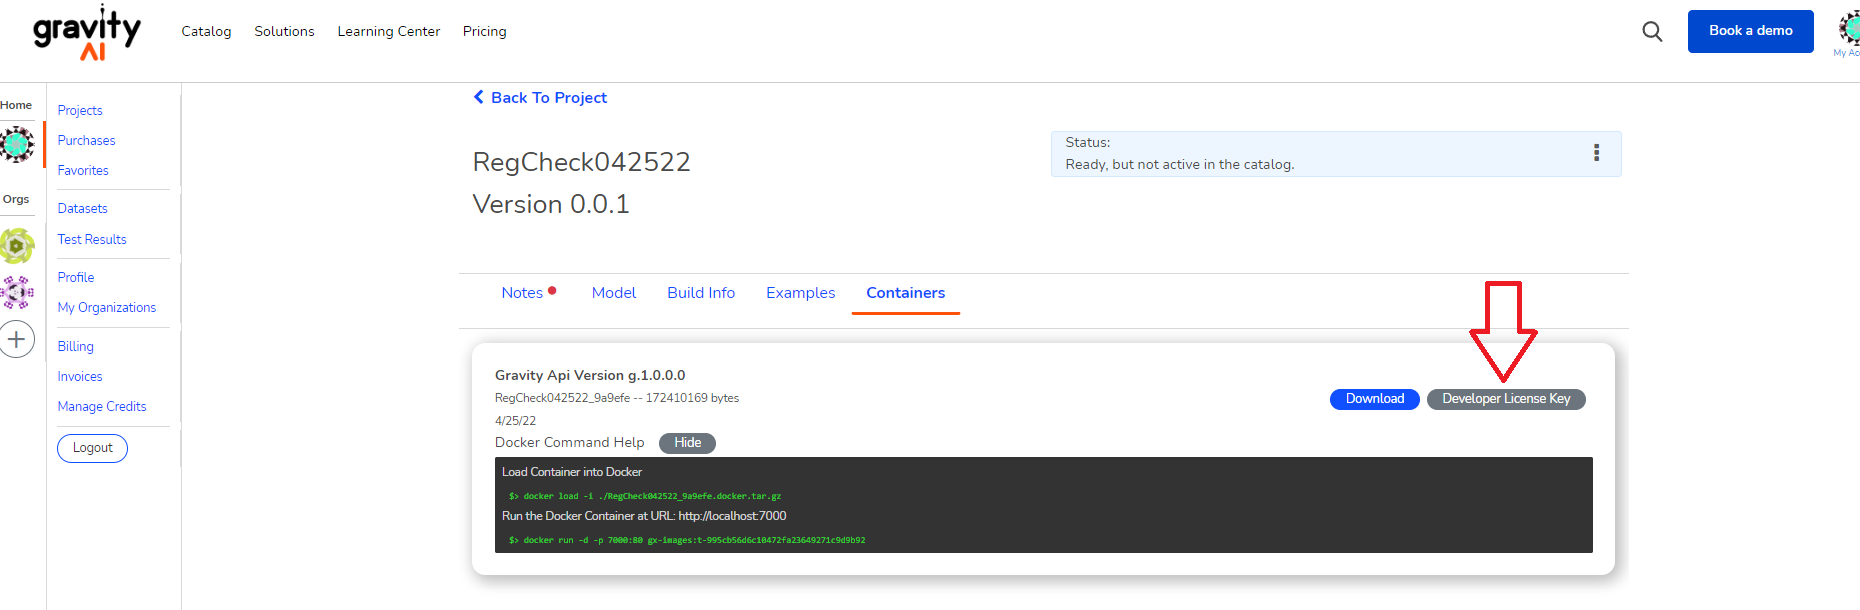 gravity
AI
Catalog
Solutions
Learning Center
Pricing
Book a demo
My Acc
Home
Orgs
Projects
Purchases
Favorites
Datasets
Test Results
Profile
My Organizations
Billing
Invoices
Manage Credits
Logout
Back To Project
RegCheck042522
Version 0.0.1
Status:
Ready, but not active in the catalog.
Notes
Model
Build Info
Examples
Containers
Gravity Api Version g.1.0.0.0
RegCheck042522_9a9efe -- 172410169 bytes
4/25/22
Download
Developer License Key
Docker Command Help
Hide
Load Container into Docker
$> docker load -i ./RegCheck042522_9a9efe.docker.tar.gz
Run the Docker Container at URL: http://localhost:7000
$> docker run -d -p 7000:80 gx-images:t-995cb56d6c10472fa23649271c9d9b92